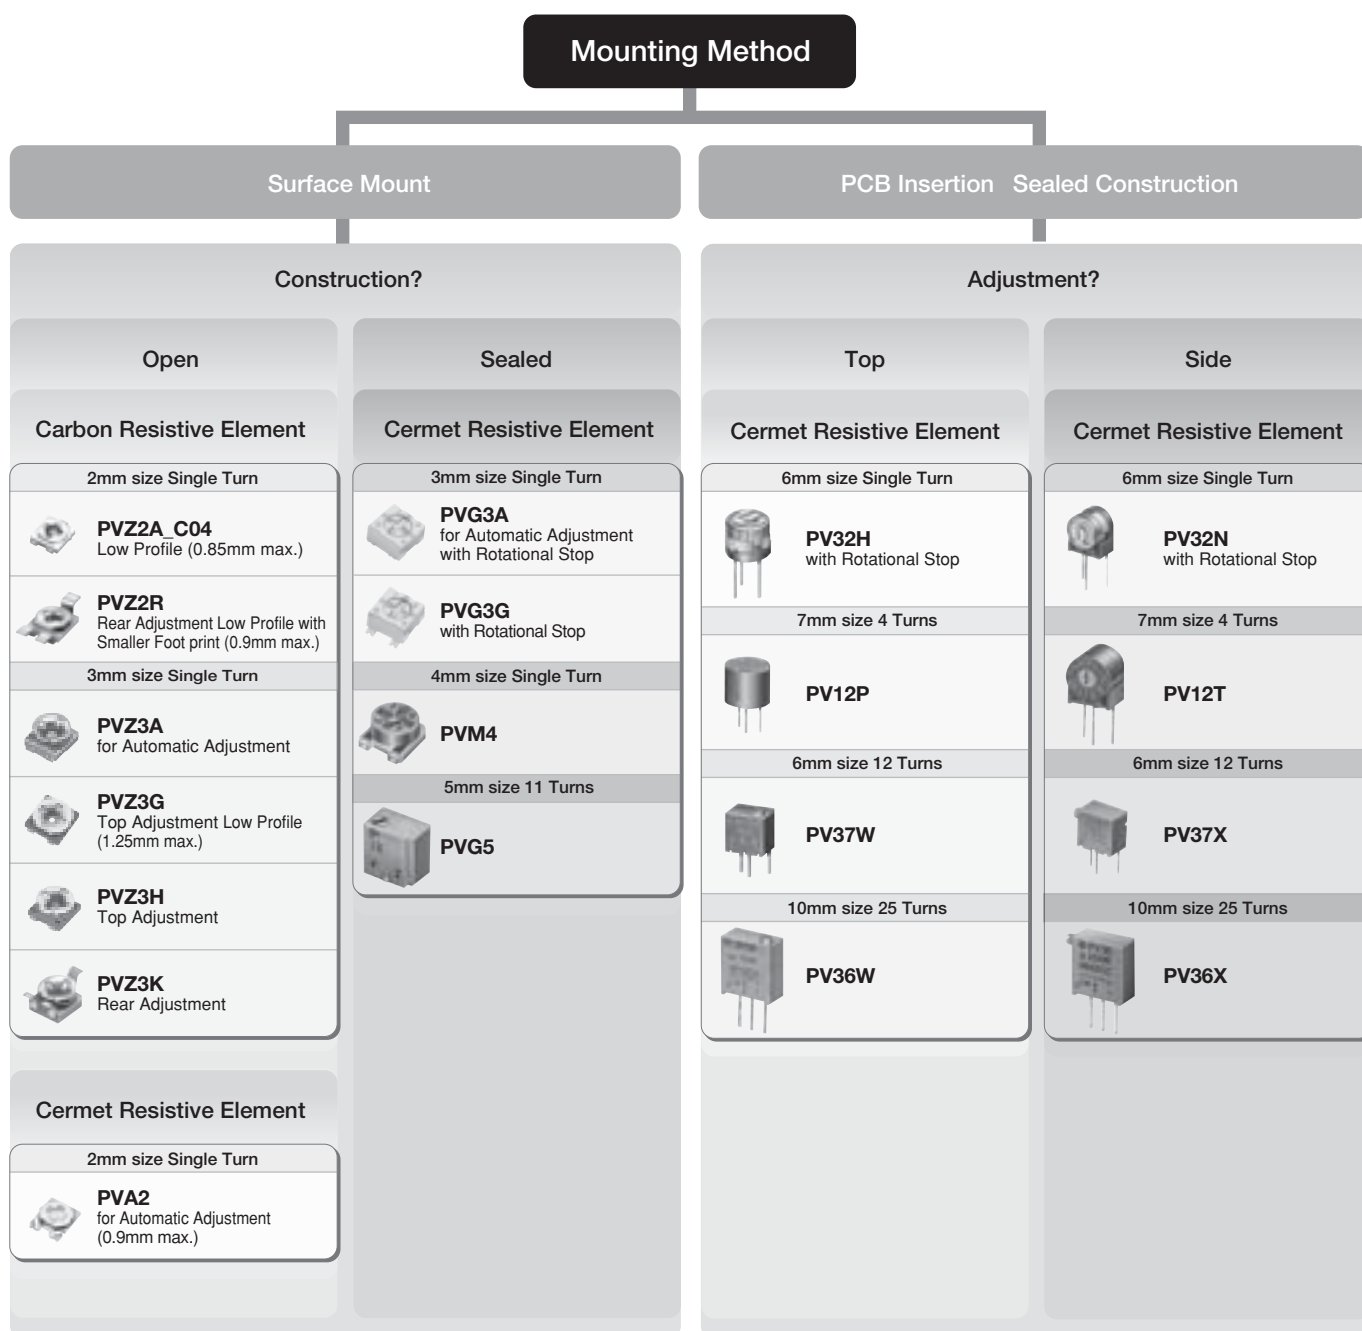 Mounting Method
Surface Mount
PCB Insertion Sealed Construction
Construction?
Adjustment?
Open
Sealed
Top
Side
Carbon Resistive Element
2mm size Single Turn
PVZ2A_C04
Low Profile (0.85mm max.)
PVZ2R
Rear Adjustment Low Profile with
Smaller Foot print (0.9mm max.)
3mm size Single Turn
PVZ3A
for Automatic Adjustment
PVZ3G
Top Adjustment Low Profile
(1.25mm max.)
PVZ3H
Top Adjustment
PVZ3K
Rear Adjustment
Cermet Resistive Element
2mm size Single Turn
PVA2
for Automatic Adjustment
(0.9mm max.)
Cermet Resistive Element
3mm size Single Turn
PVG3A
for Automatic Adjustment
with Rotational Stop
PVG3G
with Rotational Stop
4mm size Single Turn
PVM4
5mm size 11 Turns
PVG5
Cermet Resistive Element
6mm size Single Turn
PV32H
with Rotational Stop
7mm size 4 Turns
PV12P
6mm size 12 Turns
PV37W
10mm size 25 Turns
PV36W
Cermet Resistive Element
6mm size Single Turn
PV32N
with Rotational Stop
7mm size 4 Turns
PV12T
6mm size 12 Turns
PV37X
10mm size 25 Turns
PV36X